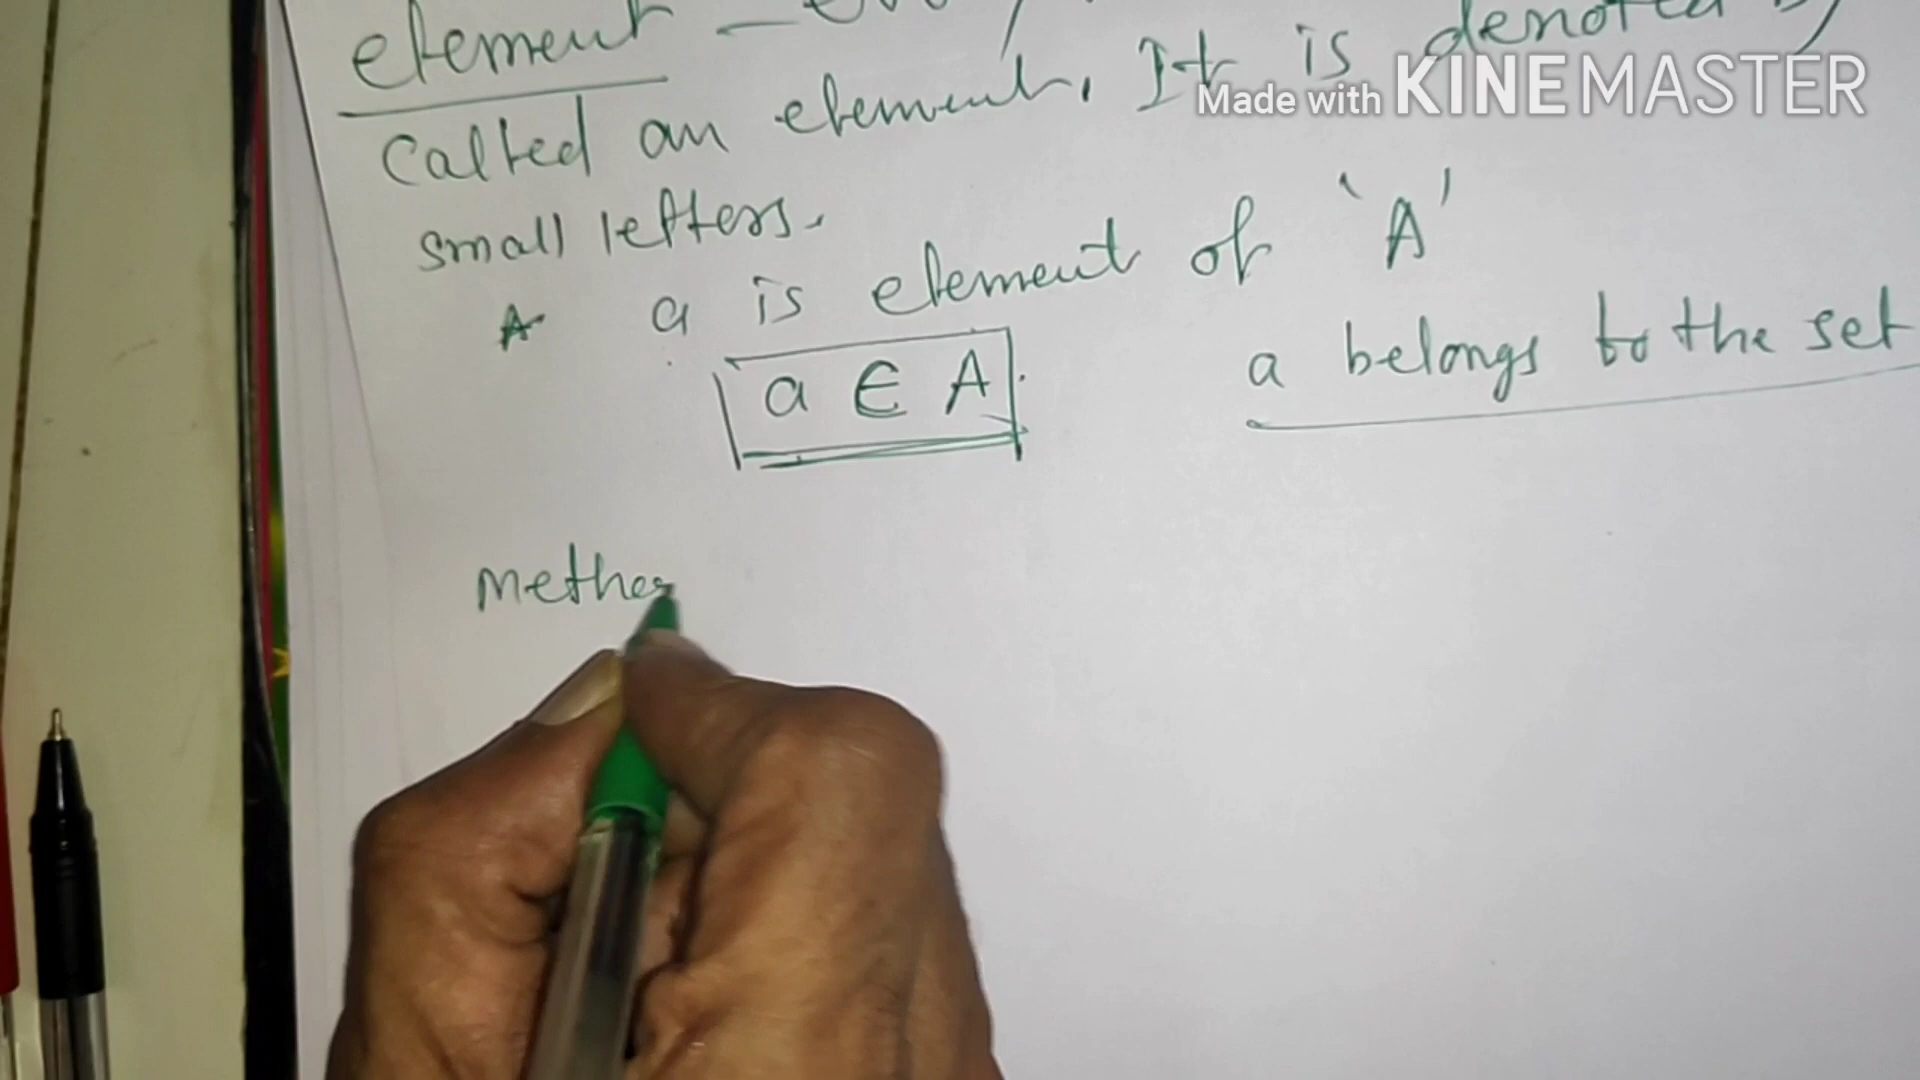 element —
called an element. It is denoted by
Made with KINEMASTER
small letters.
A a is element of 'A'
a ∈ A
a belongs to the set
metho